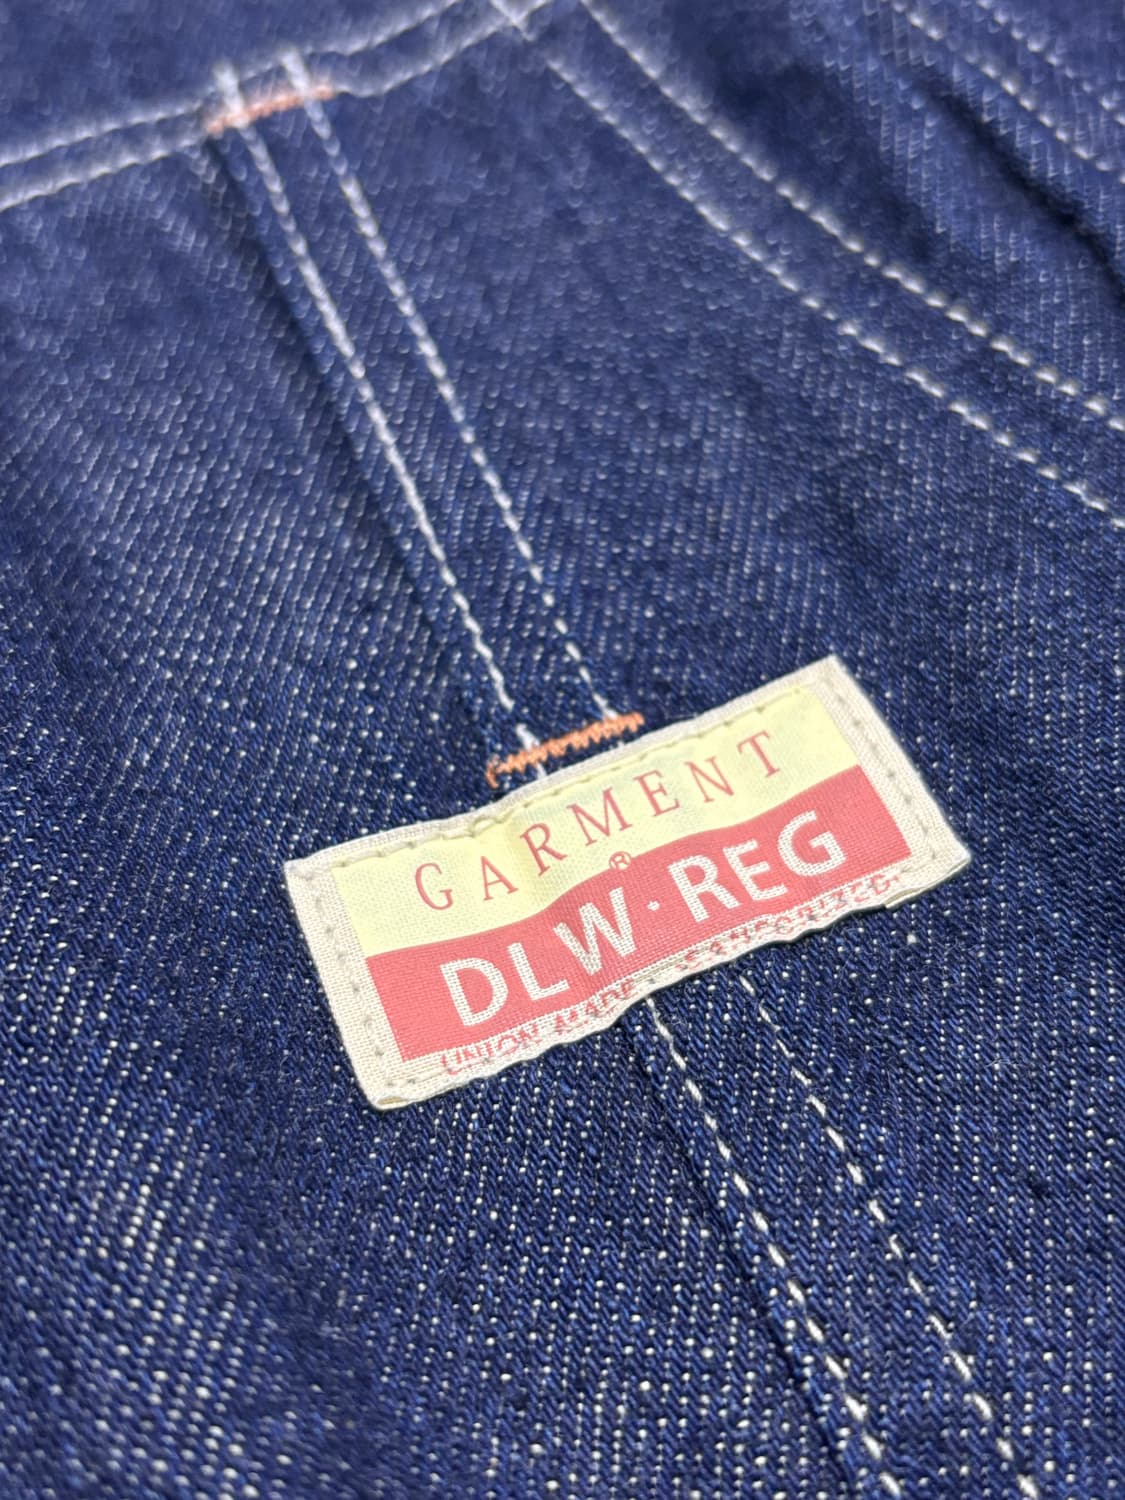 GARMENT
®
DLW·REG
UNION MADE SANFORIZED.